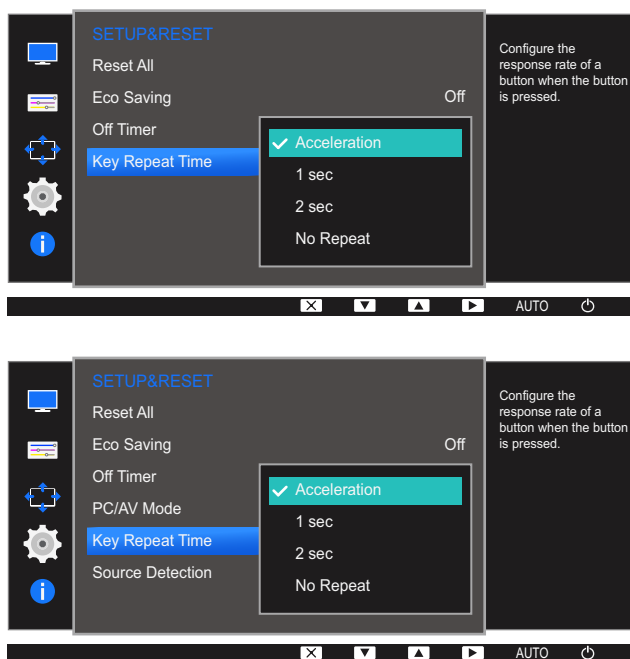 SETUP&RESET
Reset All
Eco Saving Off
Off Timer
Key Repeat Time
Acceleration
1 sec
2 sec
No Repeat
Configure the
response rate of a
button when the button
is pressed.
AUTO
SETUP&RESET
Reset All
Eco Saving Off
Off Timer
PC/AV Mode
Key Repeat Time
Source Detection
Acceleration
1 sec
2 sec
No Repeat
Configure the
response rate of a
button when the button
is pressed.
AUTO